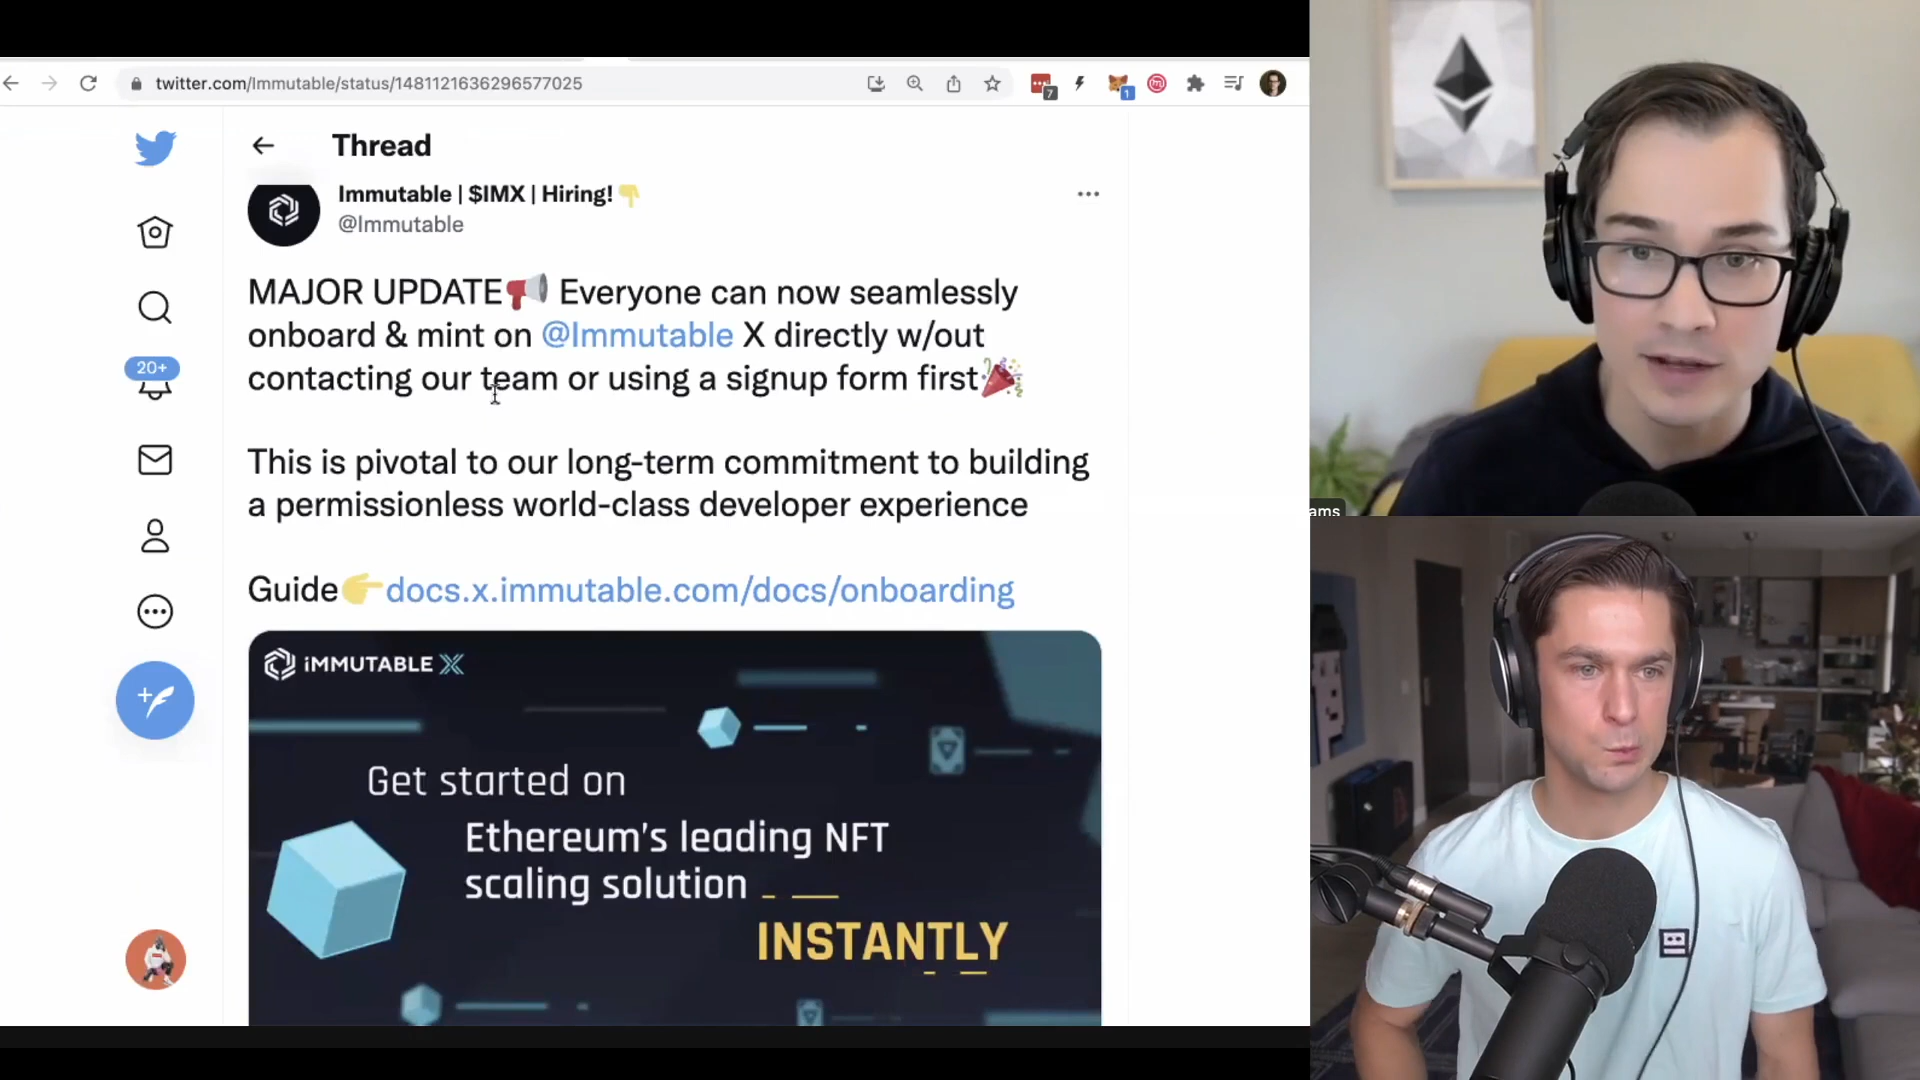 twitter.com/Immutable/status/1481121636296577025
7
1
Thread
Immutable | $IMX | Hiring!👇
@Immutable
MAJOR UPDATE📢 Everyone can now seamlessly
onboard & mint on @Immutable X directly w/out
contacting our team or using a signup form first🎉
This is pivotal to our long-term commitment to building
a permissionless world-class developer experience
Guide👉docs.x.immutable.com/docs/onboarding
20+
iMMUTABLE X
Get started on
Ethereum's leading NFT
scaling solution
INSTANTLY
ams